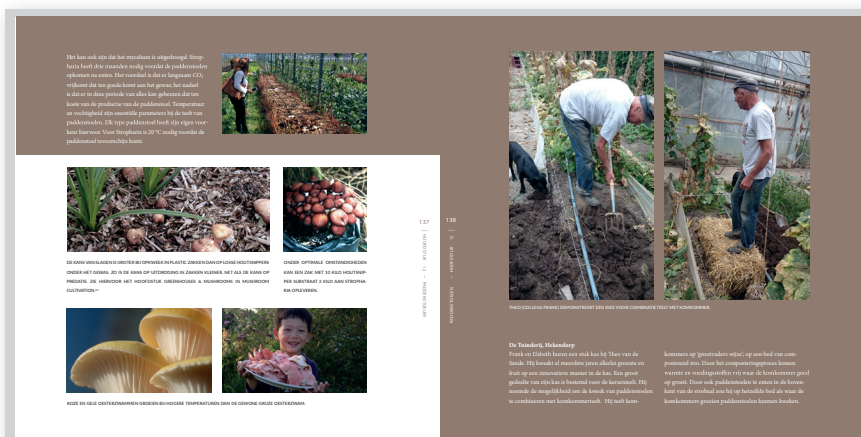 Het kan ook zijn dat het mycelium is uitgedroogd. Strop-
haria heeft drie maanden nodig voordat de paddenstoelen
opkomen na enten. Het voordeel is dat er langzaam CO₂
vrijkomt dat ten goede komt aan het gewas; het nadeel
is dat er in deze periode van alles kan gebeuren dat ten
koste van de productie van de paddenstoel. Temperatuur
en vochtigheid zijn essentiële parameters bij de teelt van
paddenstoelen. Elk type paddenstoel heeft zijn eigen voor-
keur hiervoor. Voor Stropharia is 20 °C nodig voordat de
paddenstoel tevoorschijn komt.
DE KANS VAN SLAGEN IS GROTER BIJ OPKWEEK IN PLASTIC ZAKKEN DAN OP LOSSE HOUTSNIPPERS
ONDER HET GEWAS. ZO IS DE KANS OP UITDROGING IN ZAKKEN KLEINER, NET ALS DE KANS OP
PREDATIE. ZIE HIERVOOR HET HOOFDSTUK GREENHOUSES & MUSHROOMS IN MUSHROOM
CULTIVATION.
ONDER OPTIMALE OMSTANDIGHEDEN
KAN EEN ZAK MET 10 KILO HOUTSNIP-
PER SUBSTRAAT 2 KILO AAN STROPHA-
RIA OPLEVEREN.
ROZE EN GELE OESTERZWAMMEN GROEIEN BIJ HOGERE TEMPERATUREN DAN DE GEWONE GRIJZE OESTERZWAM.
137
HOOFDSTUK 12 – PADDENSTOELEN
138
HOOFDSTUK 12 – PADDENSTOELEN
THEO (COLLEGA FRANK) DEMONSTREERT EEN IDEE VOOR COMBINATIETEELT MET KOMKOMMER.
De Tuinderij, Hekendorp
Frank en Elsbeth huren een stuk kas bij Theo van de
Sande. Hij kweekt al meerdere jaren allerlei groente en
fruit op een innovatieve manier in de kas. Een groot
gedeelte van zijn kas is bestemd voor de kersenteelt. Hij
noemde de mogelijkheid om de kweek van paddenstoelen
te combineren met komkommerteelt. Hij teelt kom-
kommers op 'grootvaders wijze', op een bed van com-
posterend stro. Door het composteringsproces komen
warmte en voedingsstoffen vrij waar de komkommer goed
op groeit. Door ook paddenstoelen te enten in de boven-
kant van de strobaal zou hij op hetzelfde bed als waar de
komkommers groeien paddenstoelen kunnen kweken.